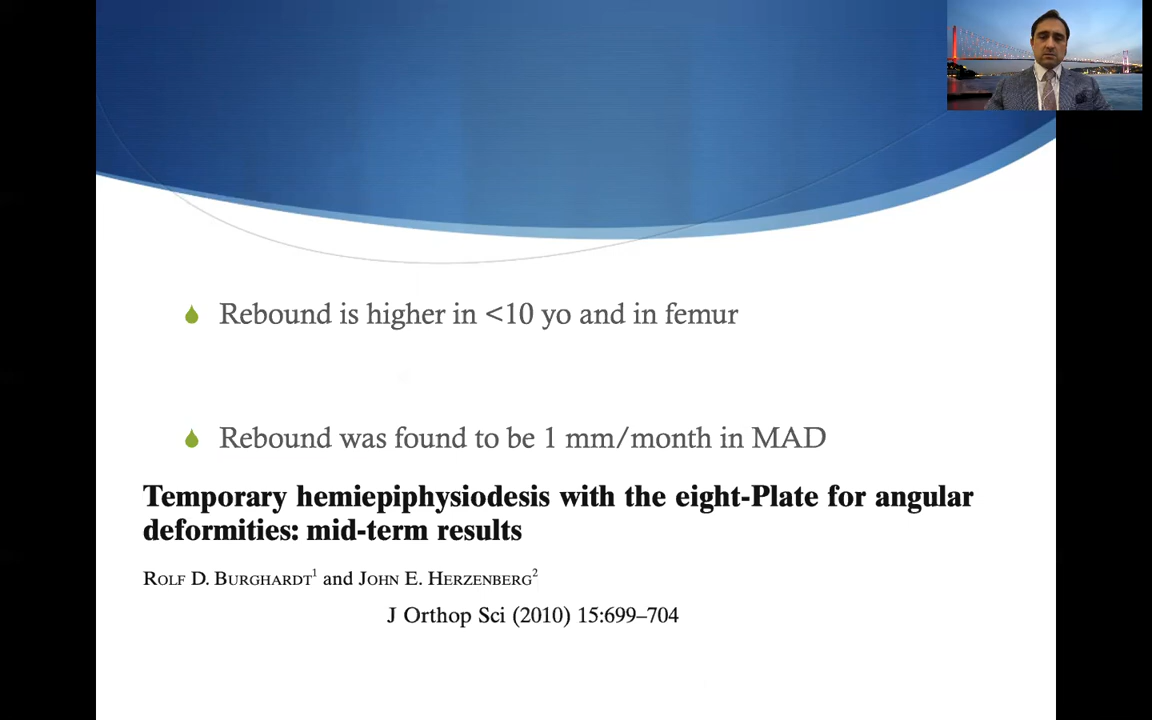 Rebound is higher in <10 yo and in femur
Rebound was found to be 1 mm/month in MAD
Temporary hemiepiphysiodesis with the eight-Plate for angular
deformities: mid-term results
Rolf D. Burghardt1 and John E. Herzenberg2
J Orthop Sci (2010) 15:699–704